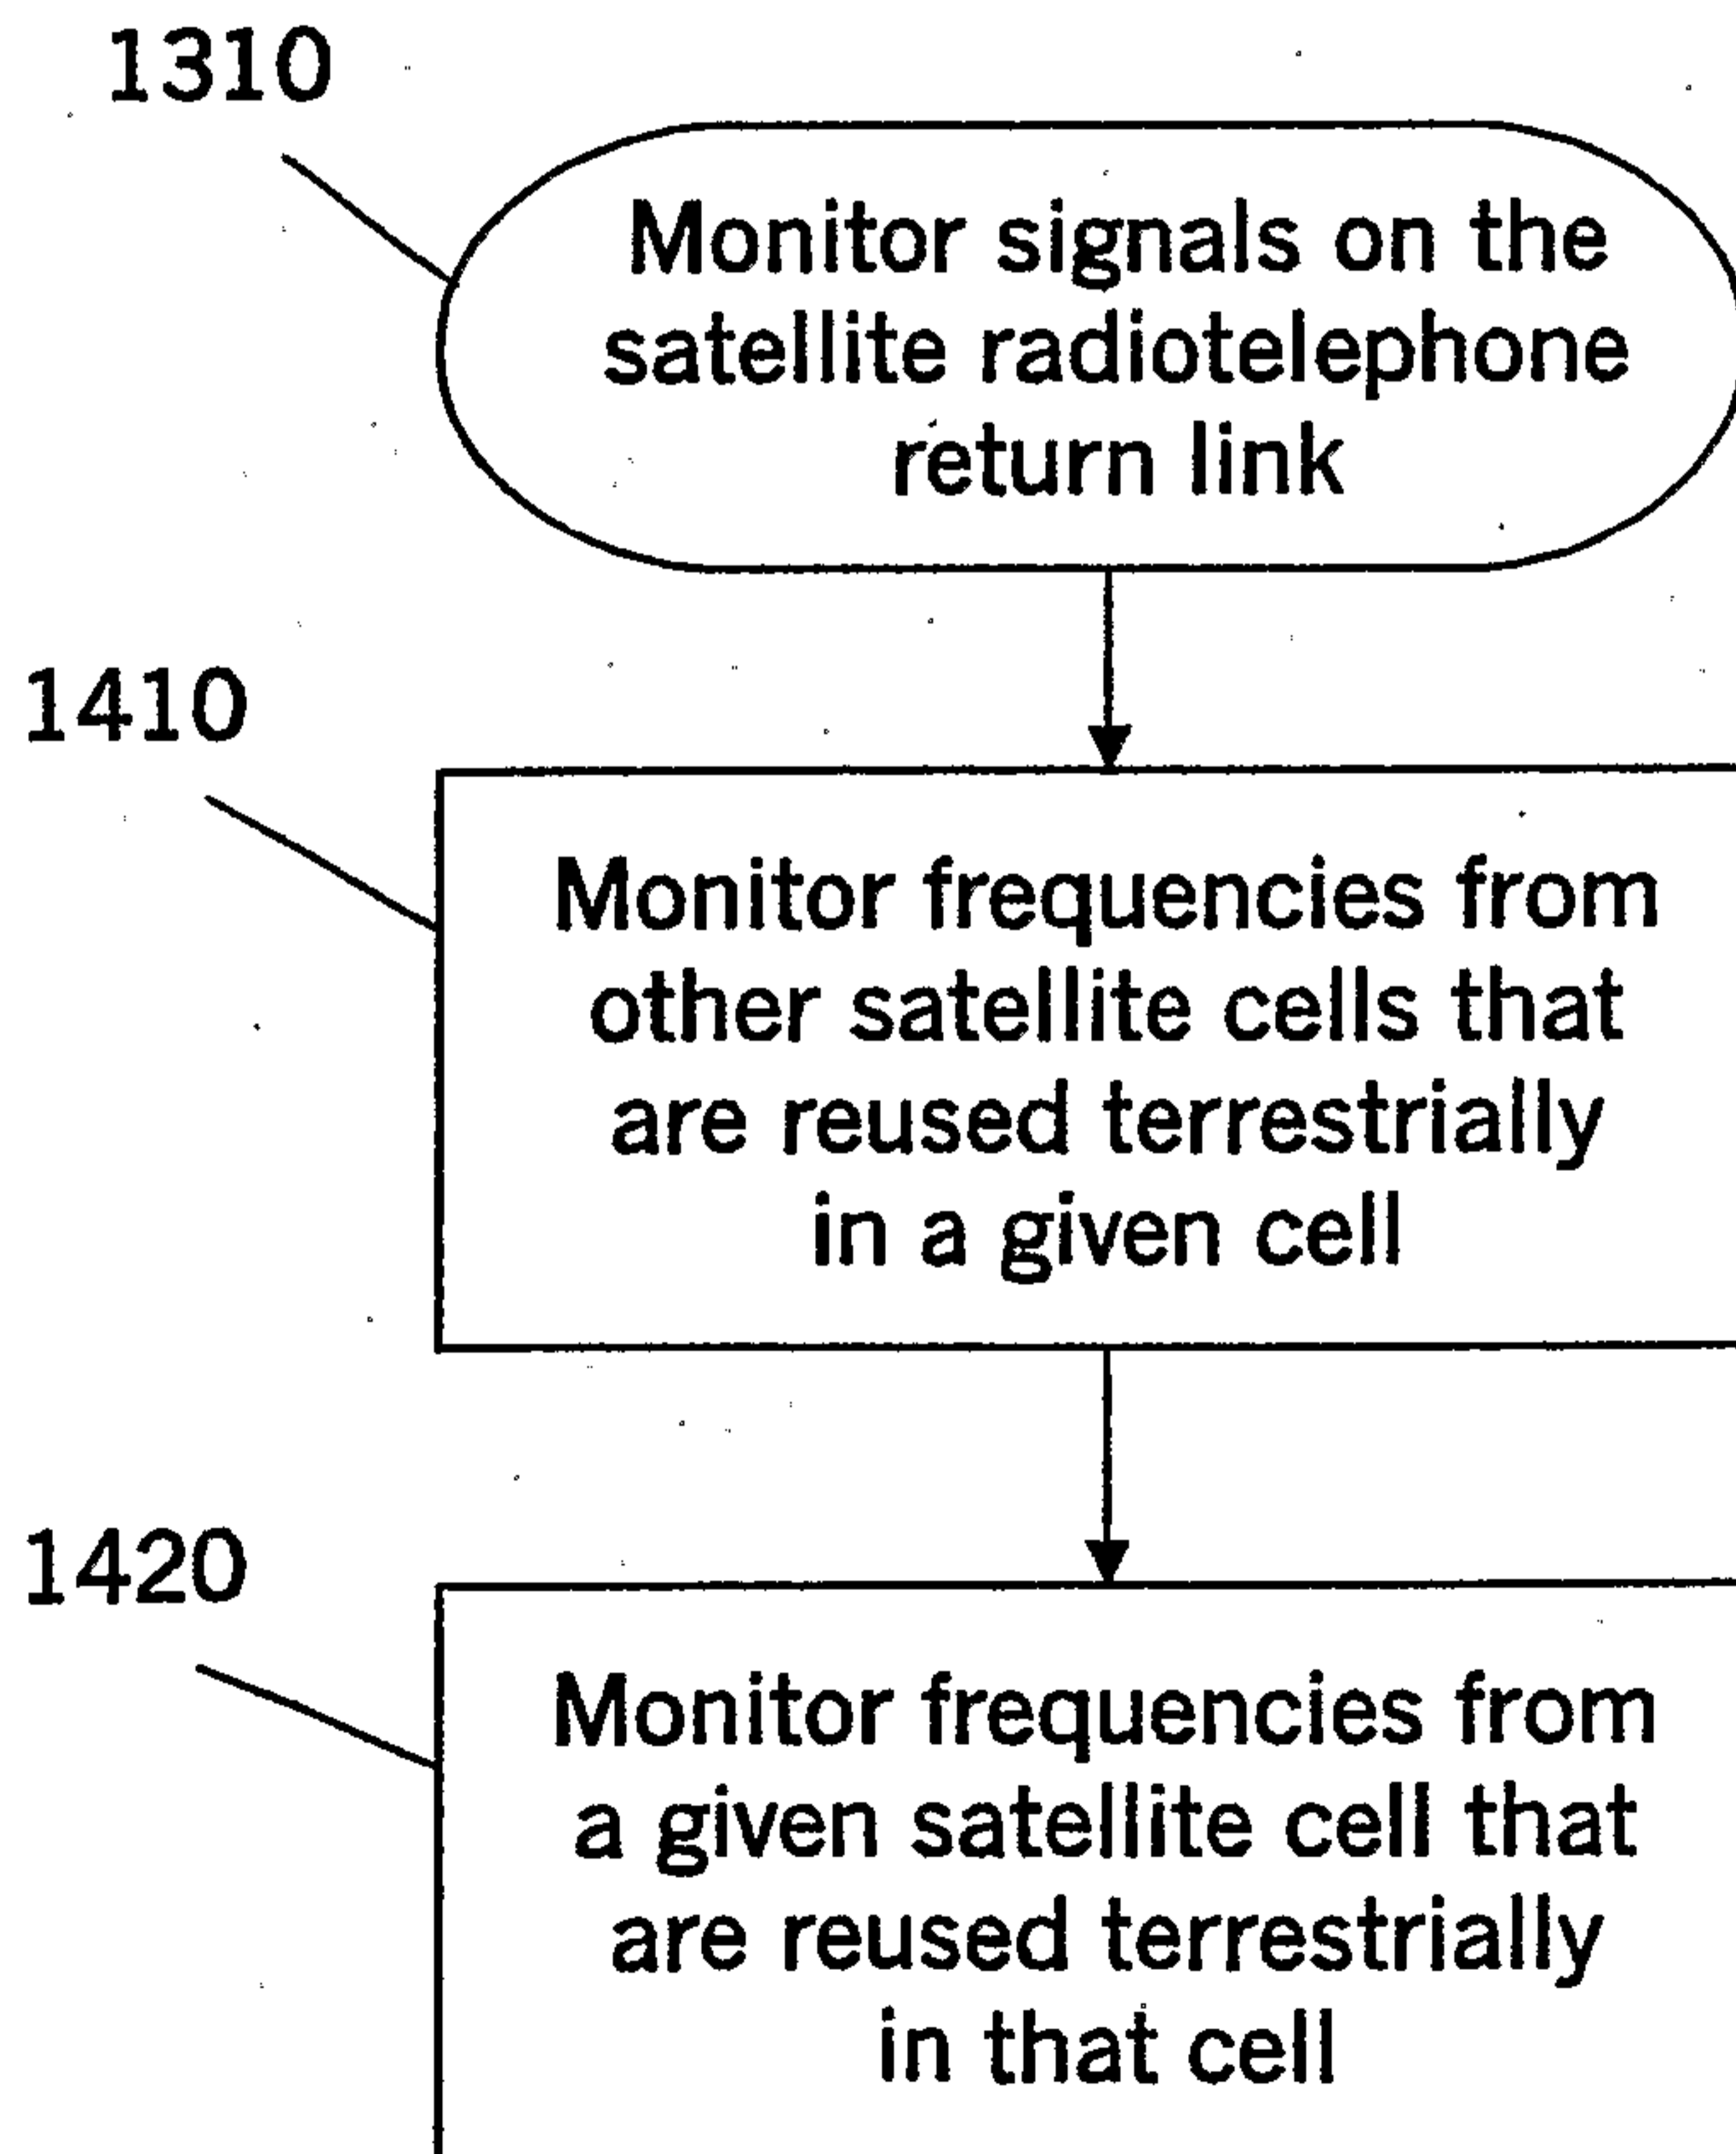 1310
Monitor signals on the
satellite radiotelephone
return link
1410
Monitor frequencies from
other satellite cells that
are reused terrestrially
in a given cell
1420
Monitor frequencies from
a given satellite cell that
are reused terrestrially
in that cell